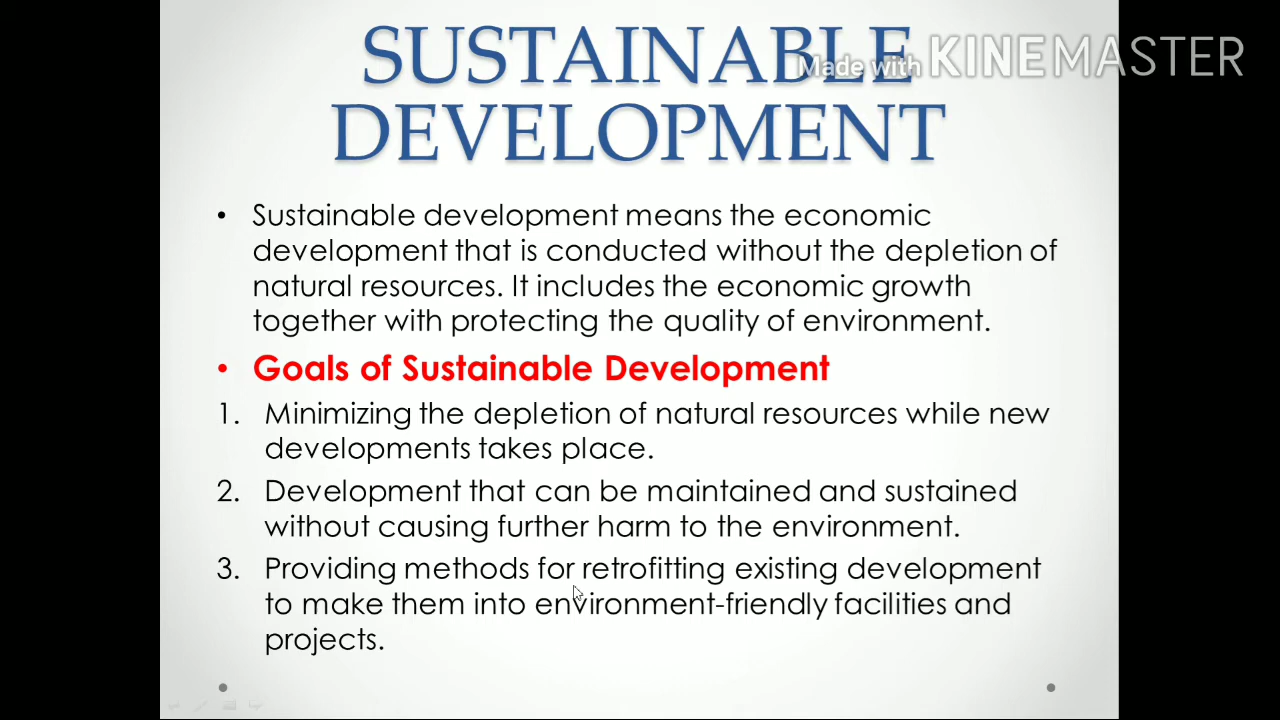 SUSTAINABLE
Made with KINEMASTER
DEVELOPMENT
• Sustainable development means the economic
development that is conducted without the depletion of
natural resources. It includes the economic growth
together with protecting the quality of environment.
• Goals of Sustainable Development
1. Minimizing the depletion of natural resources while new
developments takes place.
2. Development that can be maintained and sustained
without causing further harm to the environment.
3. Providing methods for retrofitting existing development
to make them into environment-friendly facilities and
projects.